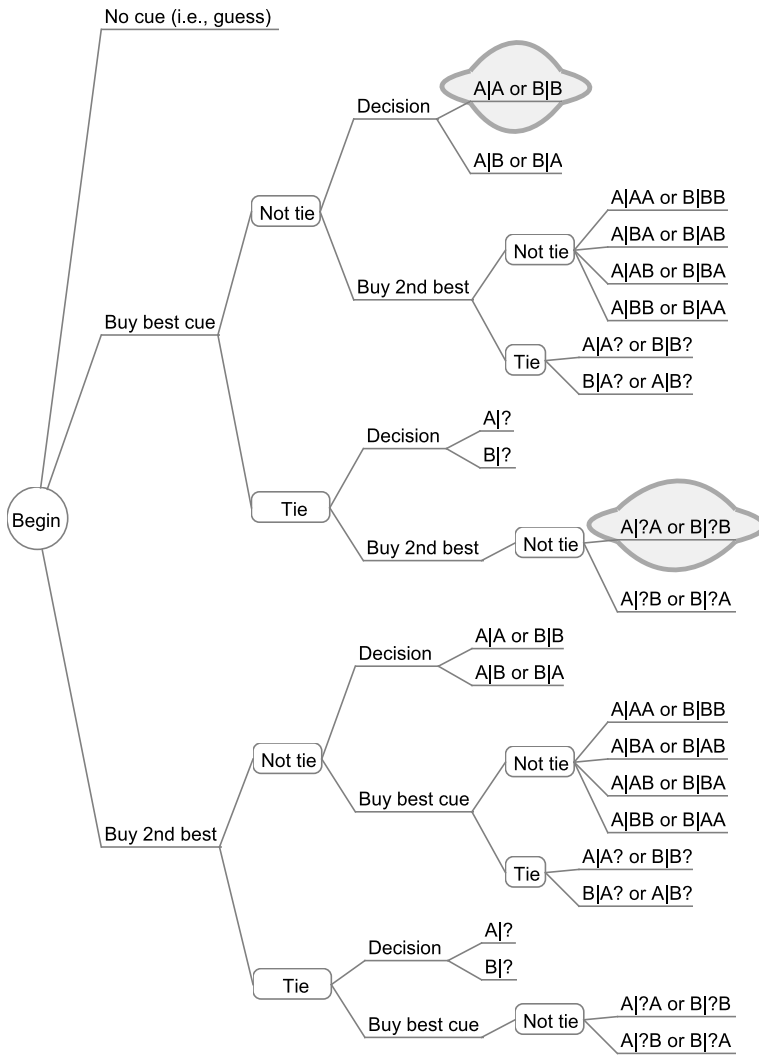 No cue (i.e., guess)
A|A or B|B
Decision
A|B or B|A
A|AA or B|BB
Not tie
A|BA or B|AB
Not tie
A|AB or B|BA
Buy 2nd best
A|BB or B|AA
Buy best cue
A|A? or B|B?
Tie
B|A? or A|B?
A|?
Decision
B|?
Tie
Begin
A|?A or B|?B
Buy 2nd best
Not tie
A|?B or B|?A
A|A or B|B
Decision
A|B or B|A
A|AA or B|BB
A|BA or B|AB
Not tie
Not tie
A|AB or B|BA
Buy best cue
A|BB or B|AA
Buy 2nd best
A|A? or B|B?
Tie
B|A? or A|B?
A|?
Decision
B|?
Tie
A|?A or B|?B
Buy best cue
Not tie
A|?B or B|?A